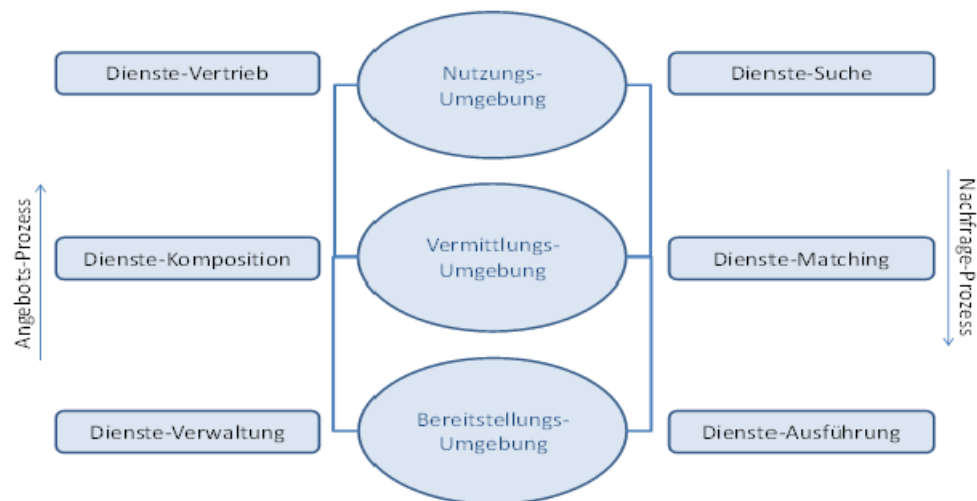 Dienste-Vertrieb
Nutzungs-
Umgebung
Dienste-Suche
Angebots-Prozess
Dienste-Komposition
Vermittlungs-
Umgebung
Dienste-Matching
Nachfrage-Prozess
Dienste-Verwaltung
Bereitstellungs-
Umgebung
Dienste-Ausführung